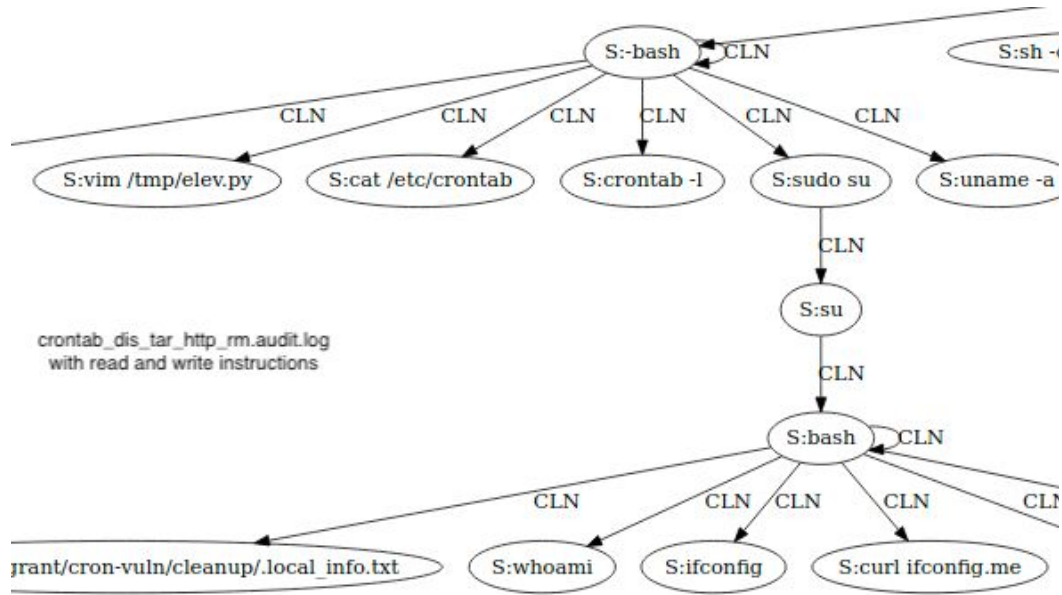 S:-bash
CLN
S:sh -c
CLN
CLN
CLN
CLN
CLN
CLN
S:vim /tmp/elev.py
S:cat /etc/crontab
S:crontab -l
S:sudo su
S:uname -a
CLN
S:su
crontab_dis_tar_http_rm.audit.log
with read and write instructions
CLN
S:bash
CLN
CLN
CLN
CLN
CLN
CLN
grant/cron-vuln/cleanup/.local_info.txt
S:whoami
S:ifconfig
S:curl ifconfig.me